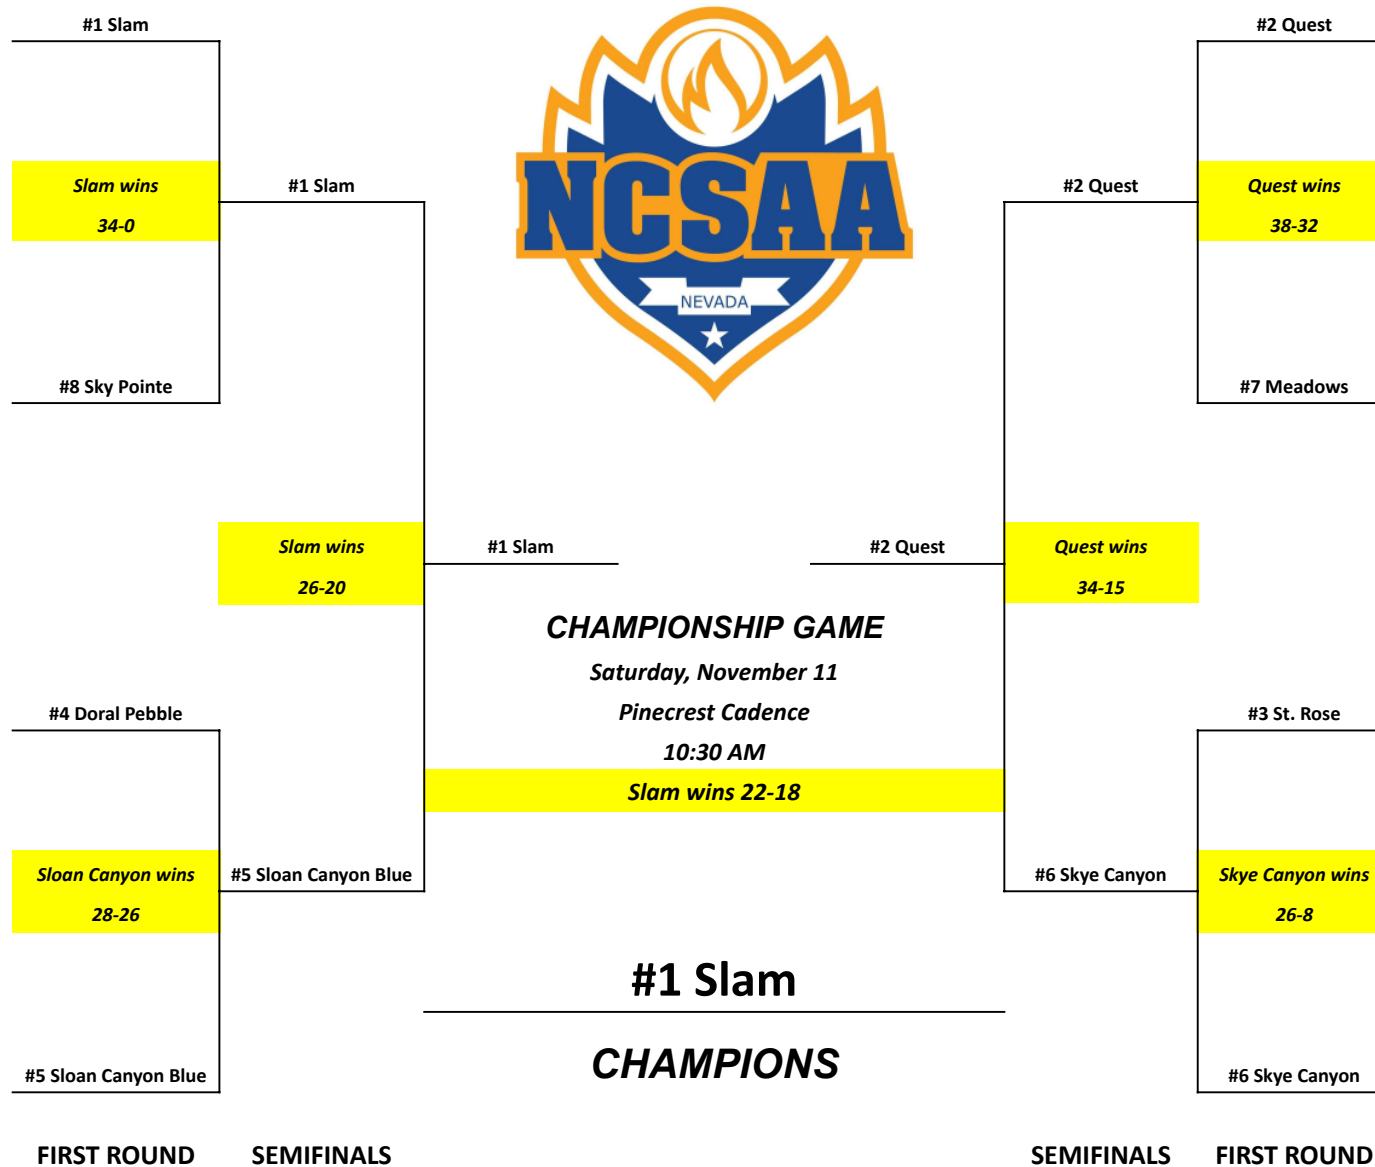 #1 Slam
#2 Quest
NCSAA
NEVADA
Slam wins
34-0
#1 Slam
#2 Quest
Quest wins
38-32
#8 Sky Pointe
#7 Meadows
Slam wins
26-20
#1 Slam
#2 Quest
Quest wins
34-15
CHAMPIONSHIP GAME
Saturday, November 11
Pinecrest Cadence
10:30 AM
Slam wins 22-18
#4 Doral Pebble
#3 St. Rose
Sloan Canyon wins
28-26
#5 Sloan Canyon Blue
#6 Skye Canyon
Skye Canyon wins
26-8
#1 Slam
CHAMPIONS
#5 Sloan Canyon Blue
#6 Skye Canyon
FIRST ROUND
SEMIFINALS
SEMIFINALS
FIRST ROUND